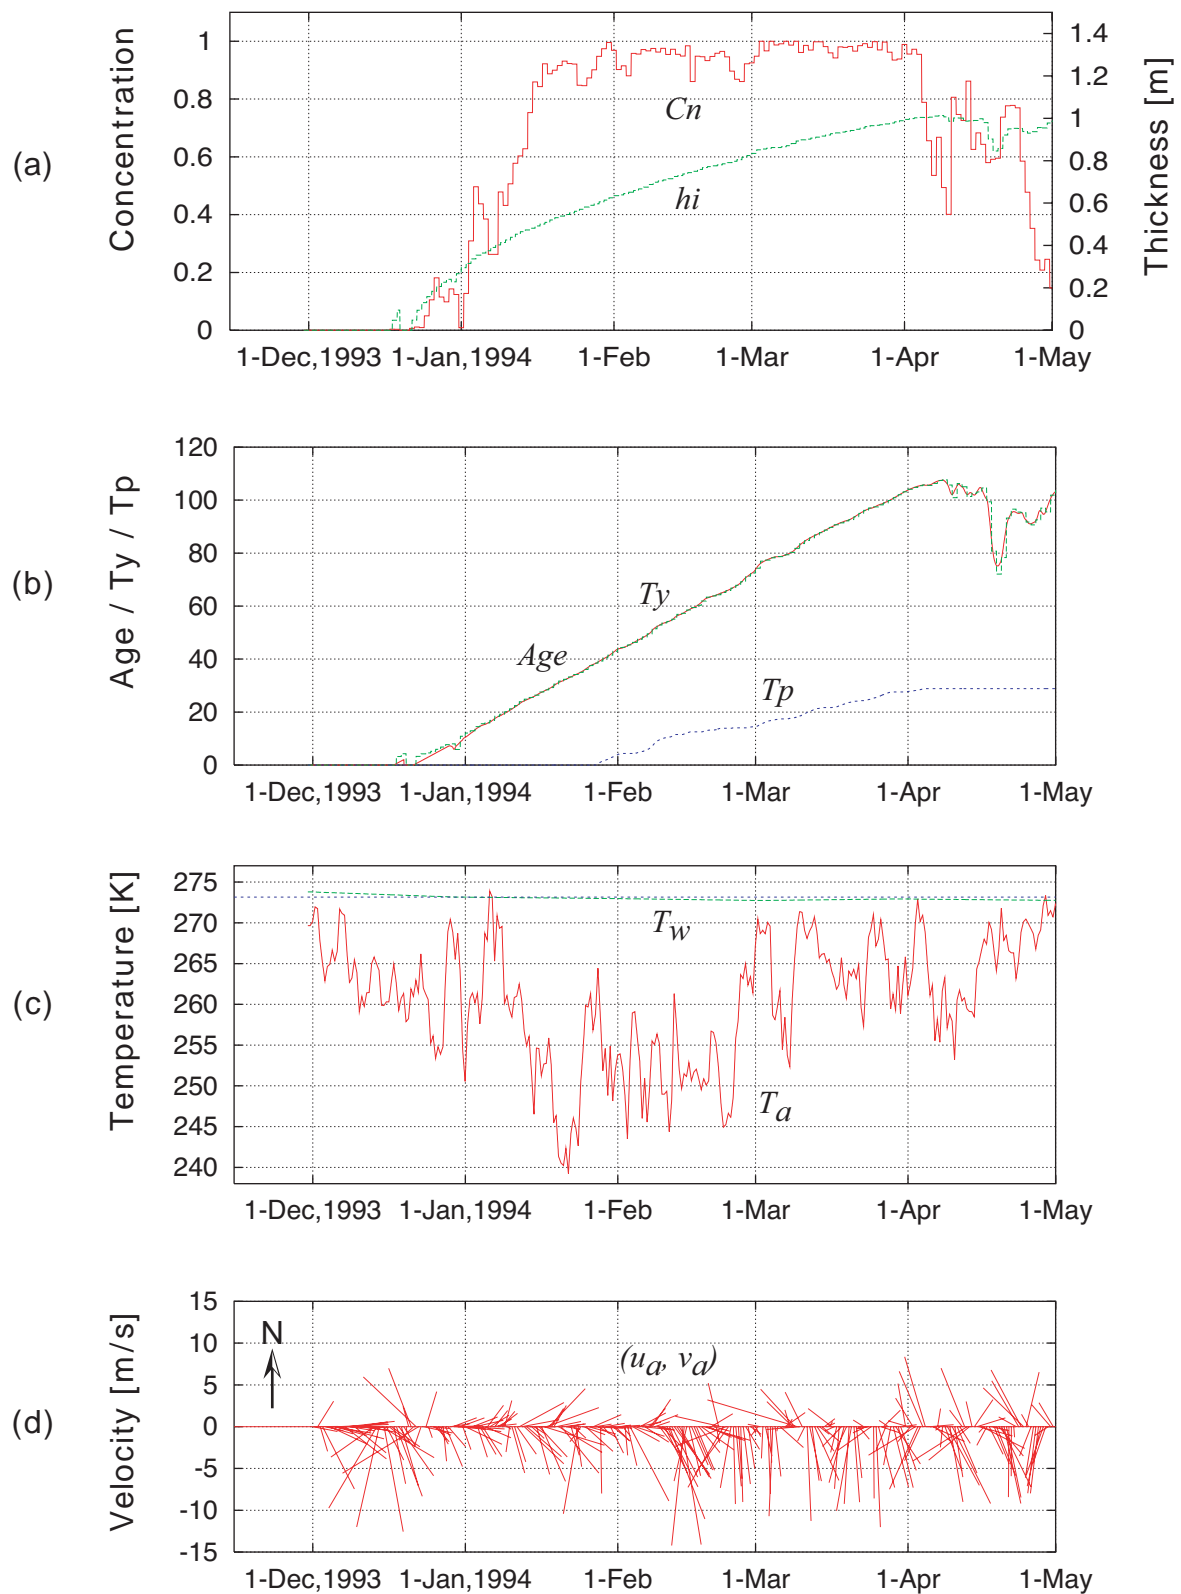 (a)
Concentration
1
0.8
0.6
0.4
0.2
0
Cn
hi
1.4
1.2
1
0.8
0.6
0.4
0.2
0
Thickness [m]
1-Dec,1993 1-Jan,1994 1-Feb 1-Mar 1-Apr 1-May
(b)
Age / Ty / Tp
120
100
80
60
40
20
0
Ty
Age
Tp
1-Dec,1993 1-Jan,1994 1-Feb 1-Mar 1-Apr 1-May
(c)
Temperature [K]
275
270
265
260
255
250
245
240
Tw
Ta
1-Dec,1993 1-Jan,1994 1-Feb 1-Mar 1-Apr 1-May
(d)
Velocity [m/s]
15
10
5
0
-5
-10
-15
N
(ua, va)
1-Dec,1993 1-Jan,1994 1-Feb 1-Mar 1-Apr 1-May